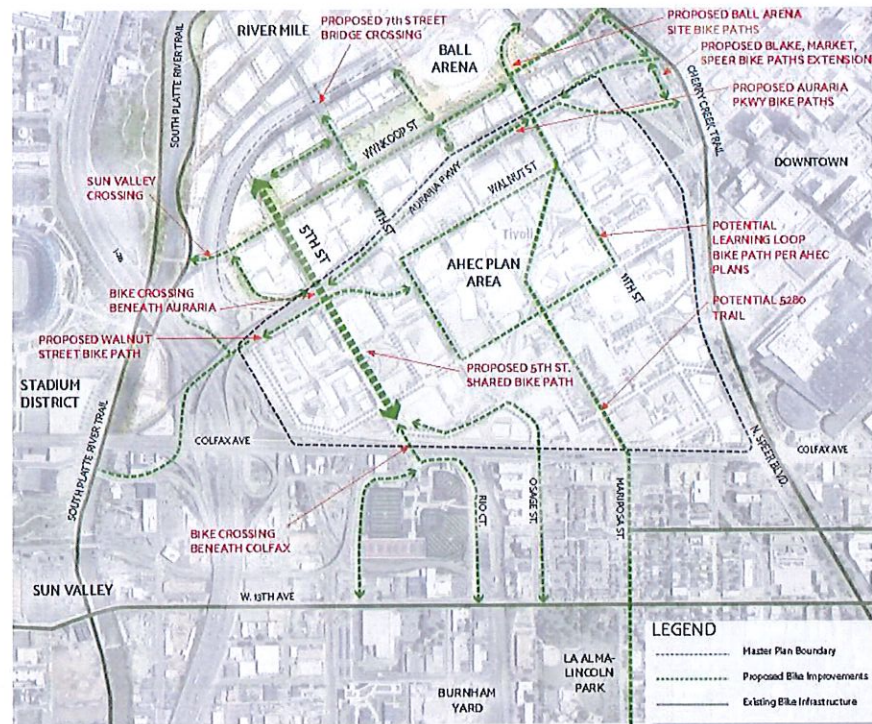 RIVER MILE
PROPOSED 7th STREET
BRIDGE CROSSING
BALL
ARENA
PROPOSED BALL ARENA
SITE BIKE PATHS
PROPOSED BLAKE, MARKET,
SPEER BIKE PATHS EXTENSION
PROPOSED AURARIA
PKWY BIKE PATHS
SOUTH PLATTE RIVER TRAIL
CHERRY CREEK TRAIL
DOWNTOWN
WYNKOOP ST
SUN VALLEY
CROSSING
5TH ST
7TH ST
AURARIA PKWY
WALNUT ST
Tivoli
AHEC PLAN
AREA
11TH ST
POTENTIAL
LEARNING LOOP
BIKE PATH PER AHEC
PLANS
BIKE CROSSING
BENEATH AURARIA
POTENTIAL 5280
TRAIL
PROPOSED WALNUT
STREET BIKE PATH
PROPOSED 5TH ST.
SHARED BIKE PATH
STADIUM
DISTRICT
COLFAX AVE
COLFAX AVE
N. SPEER BLVD.
SOUTH PLATTE RIVER TRAIL
RIO CT.
OSAGE ST.
MARIPOSA ST.
BIKE CROSSING
BENEATH COLFAX
SUN VALLEY
W. 13TH AVE
LA ALMA-
LINCOLN
PARK
BURNHAM
YARD
LEGEND
Master Plan Boundary
Proposed Bike Improvements
Existing Bike Infrastructure